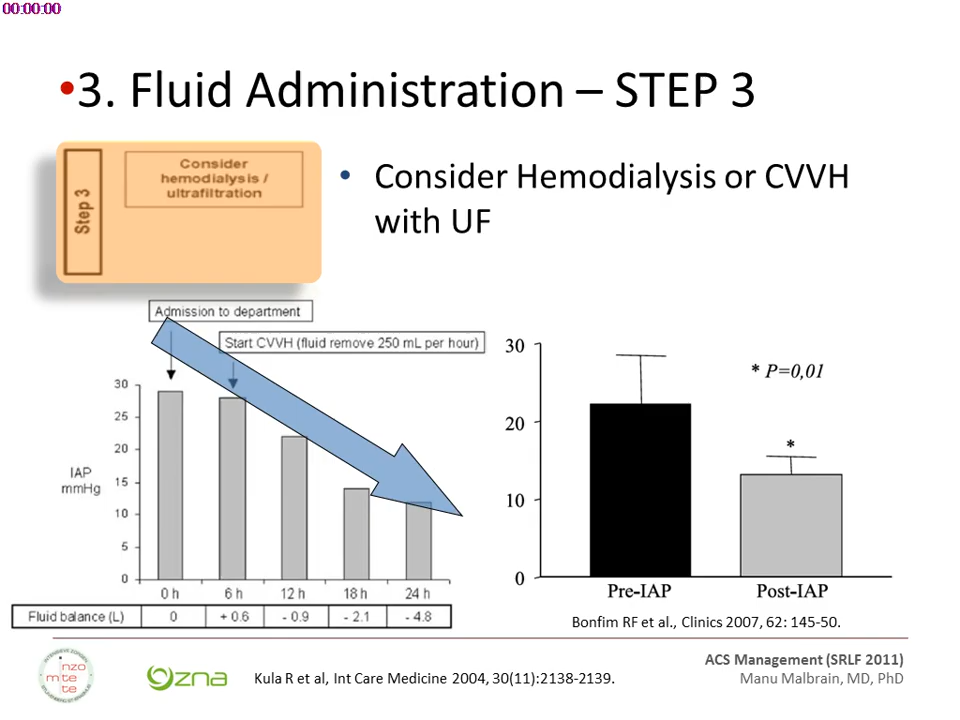 00:00:00
•3. Fluid Administration – STEP 3
Step 3
Consider
hemodialysis /
ultrafiltration
• Consider Hemodialysis or CVVH
with UF
Admission to department
Start CVVH (fluid remove 250 mL per hour)
IAP
mmHg
30
25
20
15
10
5
0
0 h 6 h 12 h 18 h 24 h
Fluid balance (L) 0 + 0.6 - 0.9 - 2.1 - 4.8
30
20
10
0
* P=0,01
*
Pre-IAP Post-IAP
Bonfim RF et al., Clinics 2007, 62: 145-50.
inzo
mite
te
zna
Kula R et al, Int Care Medicine 2004, 30(11):2138-2139.
ACS Management (SRLF 2011)
Manu Malbrain, MD, PhD